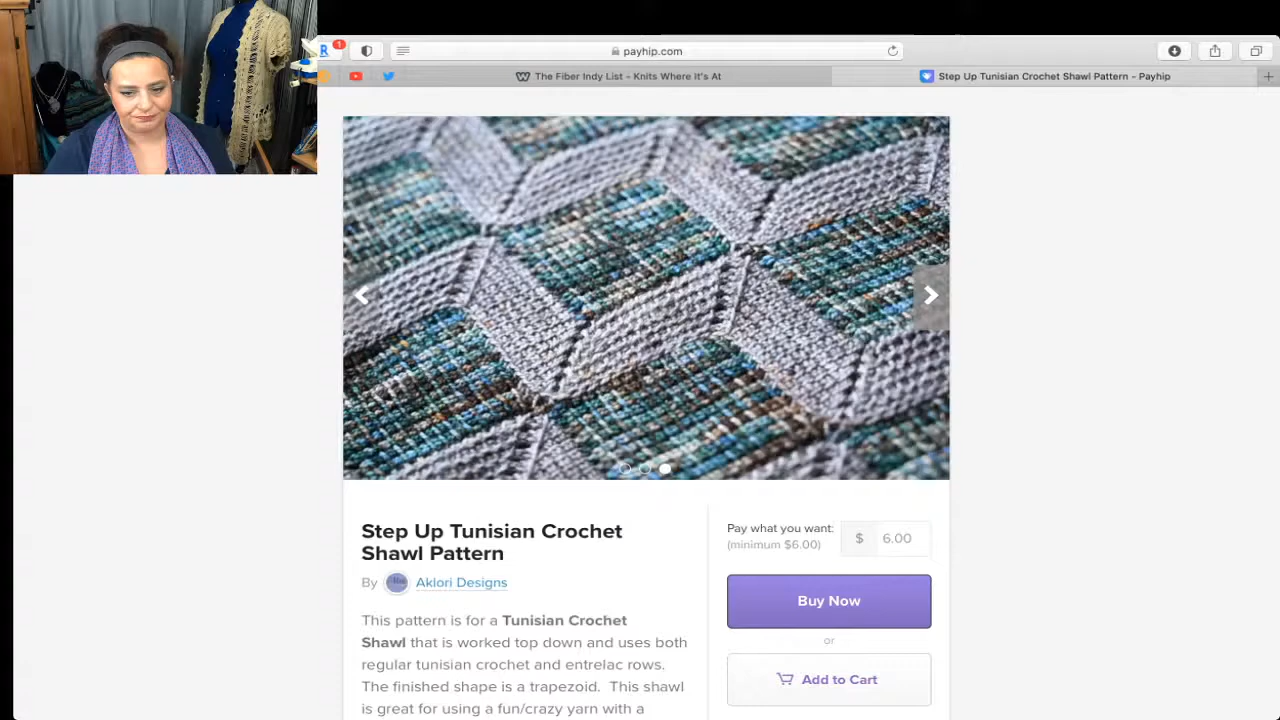 R
1
payhip.com
The Fiber Indy List – Knits Where it's At
Step Up Tunisian Crochet Shawl Pattern - Payhip
Step Up Tunisian Crochet
Shawl Pattern
By Aklori Designs
This pattern is for a Tunisian Crochet
Shawl that is worked top down and uses both
regular tunisian crochet and entrelac rows.
The finished shape is a trapezoid. This shawl
is great for using a fun/crazy yarn with a
Pay what you want:
(minimum $6.00)
$ 6.00
Buy Now
or
Add to Cart